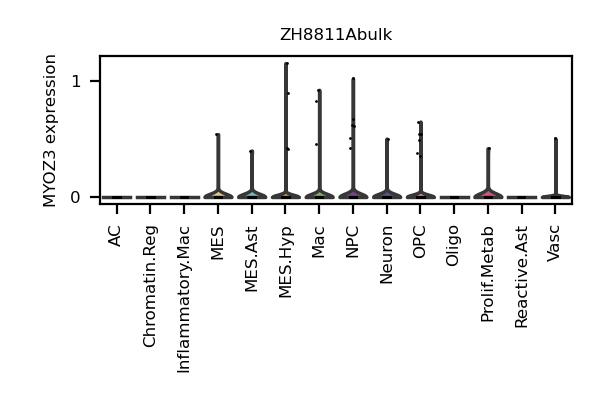 ZH8811Abulk
MYOZ3 expression
1
0
AC
Chromatin.Reg
Inflammatory.Mac
MES
MES.Ast
MES.Hyp
Mac
NPC
Neuron
OPC
Oligo
Prolif.Metab
Reactive.Ast
Vasc